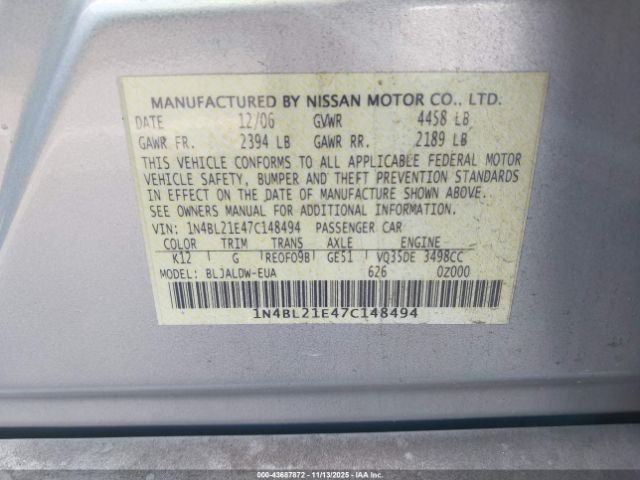 MANUFACTURED BY NISSAN MOTOR CO., LTD.
DATE 12/06 GVWR 4458 LB
GAWR FR. 2394 LB GAWR RR. 2189 LB
THIS VEHICLE CONFORMS TO ALL APPLICABLE FEDERAL MOTOR
VEHICLE SAFETY, BUMPER AND THEFT PREVENTION STANDARDS
IN EFFECT ON THE DATE OF MANUFACTURE SHOWN ABOVE.
SEE OWNERS MANUAL FOR ADDITIONAL INFORMATION.
VIN: 1N4BL21E47C148494 PASSENGER CAR
COLOR TRIM TRANS AXLE ENGINE
K12 G RE0F09B GE51 VQ35DE 3498CC
MODEL: BLJALDW-EUA 626 0Z000
1N4BL21E47C148494
000-43687872 - 11/13/2025 - IAA Inc.